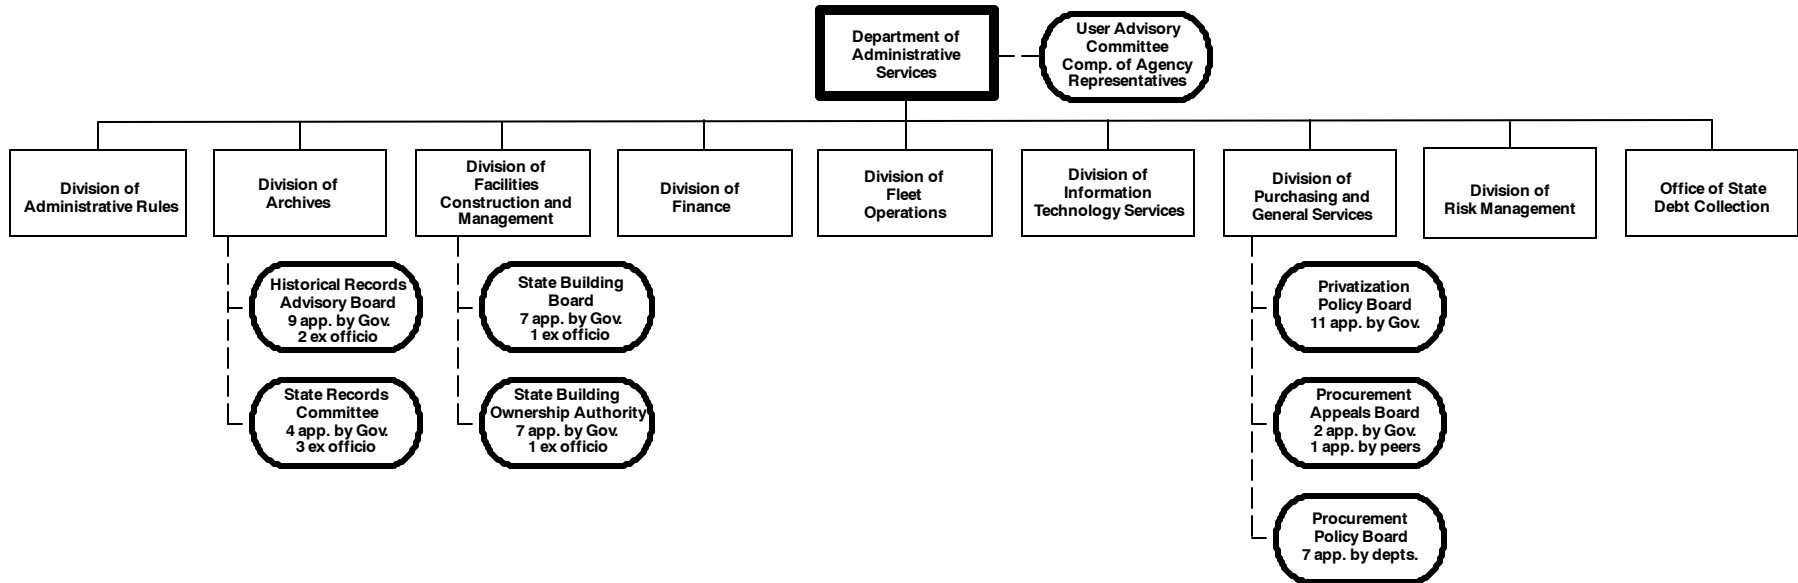 Department of
Administrative
Services
User Advisory
Committee
Comp. of Agency
Representatives
Division of
Administrative Rules
Division of
Archives
Division of
Facilities
Construction and
Management
Division of
Finance
Division of
Fleet
Operations
Division of
Information
Technology Services
Division of
Purchasing and
General Services
Division of
Risk Management
Office of State
Debt Collection
Historical Records
Advisory Board
9 app. by Gov.
2 ex officio
State Records
Committee
4 app. by Gov.
3 ex officio
State Building
Board
7 app. by Gov.
1 ex officio
State Building
Ownership Authority
7 app. by Gov.
1 ex officio
Privatization
Policy Board
11 app. by Gov.
Procurement
Appeals Board
2 app. by Gov.
1 app. by peers
Procurement
Policy Board
7 app. by depts.